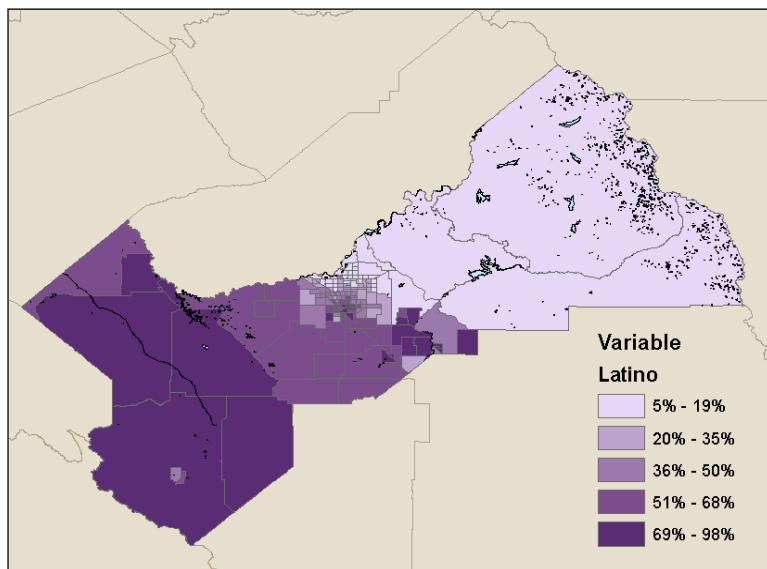 Variable
Latino
5% - 19%
20% - 35%
36% - 50%
51% - 68%
69% - 98%